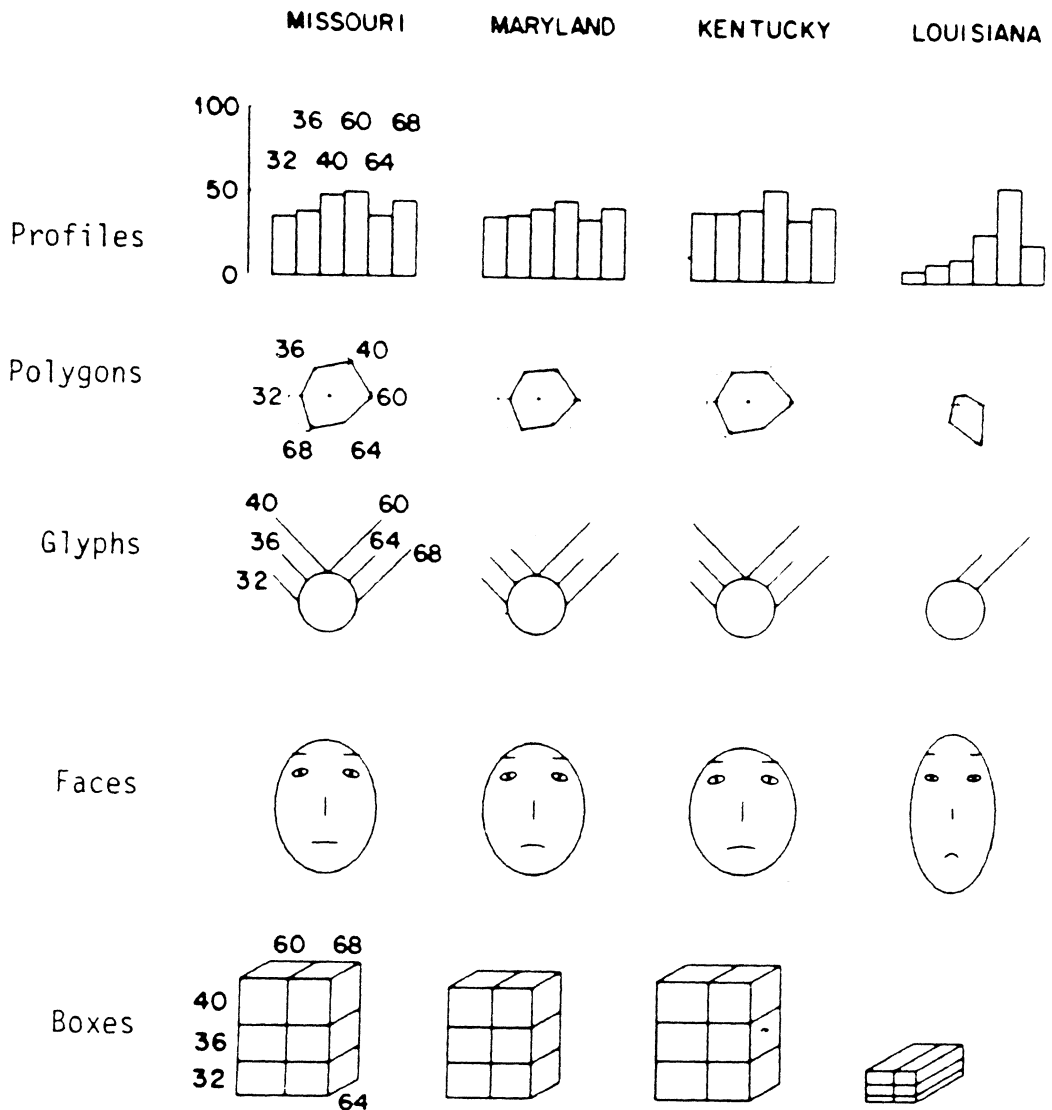 MISSOURI MARYLAND KENTUCKY LOUISIANA
100
36 60 68
32 40 64
50
Profiles
0
36 40
Polygons
32 60
68 64
40 60
Glyphs
36 64 68
32
Faces
60 68
40
Boxes
36
32
64